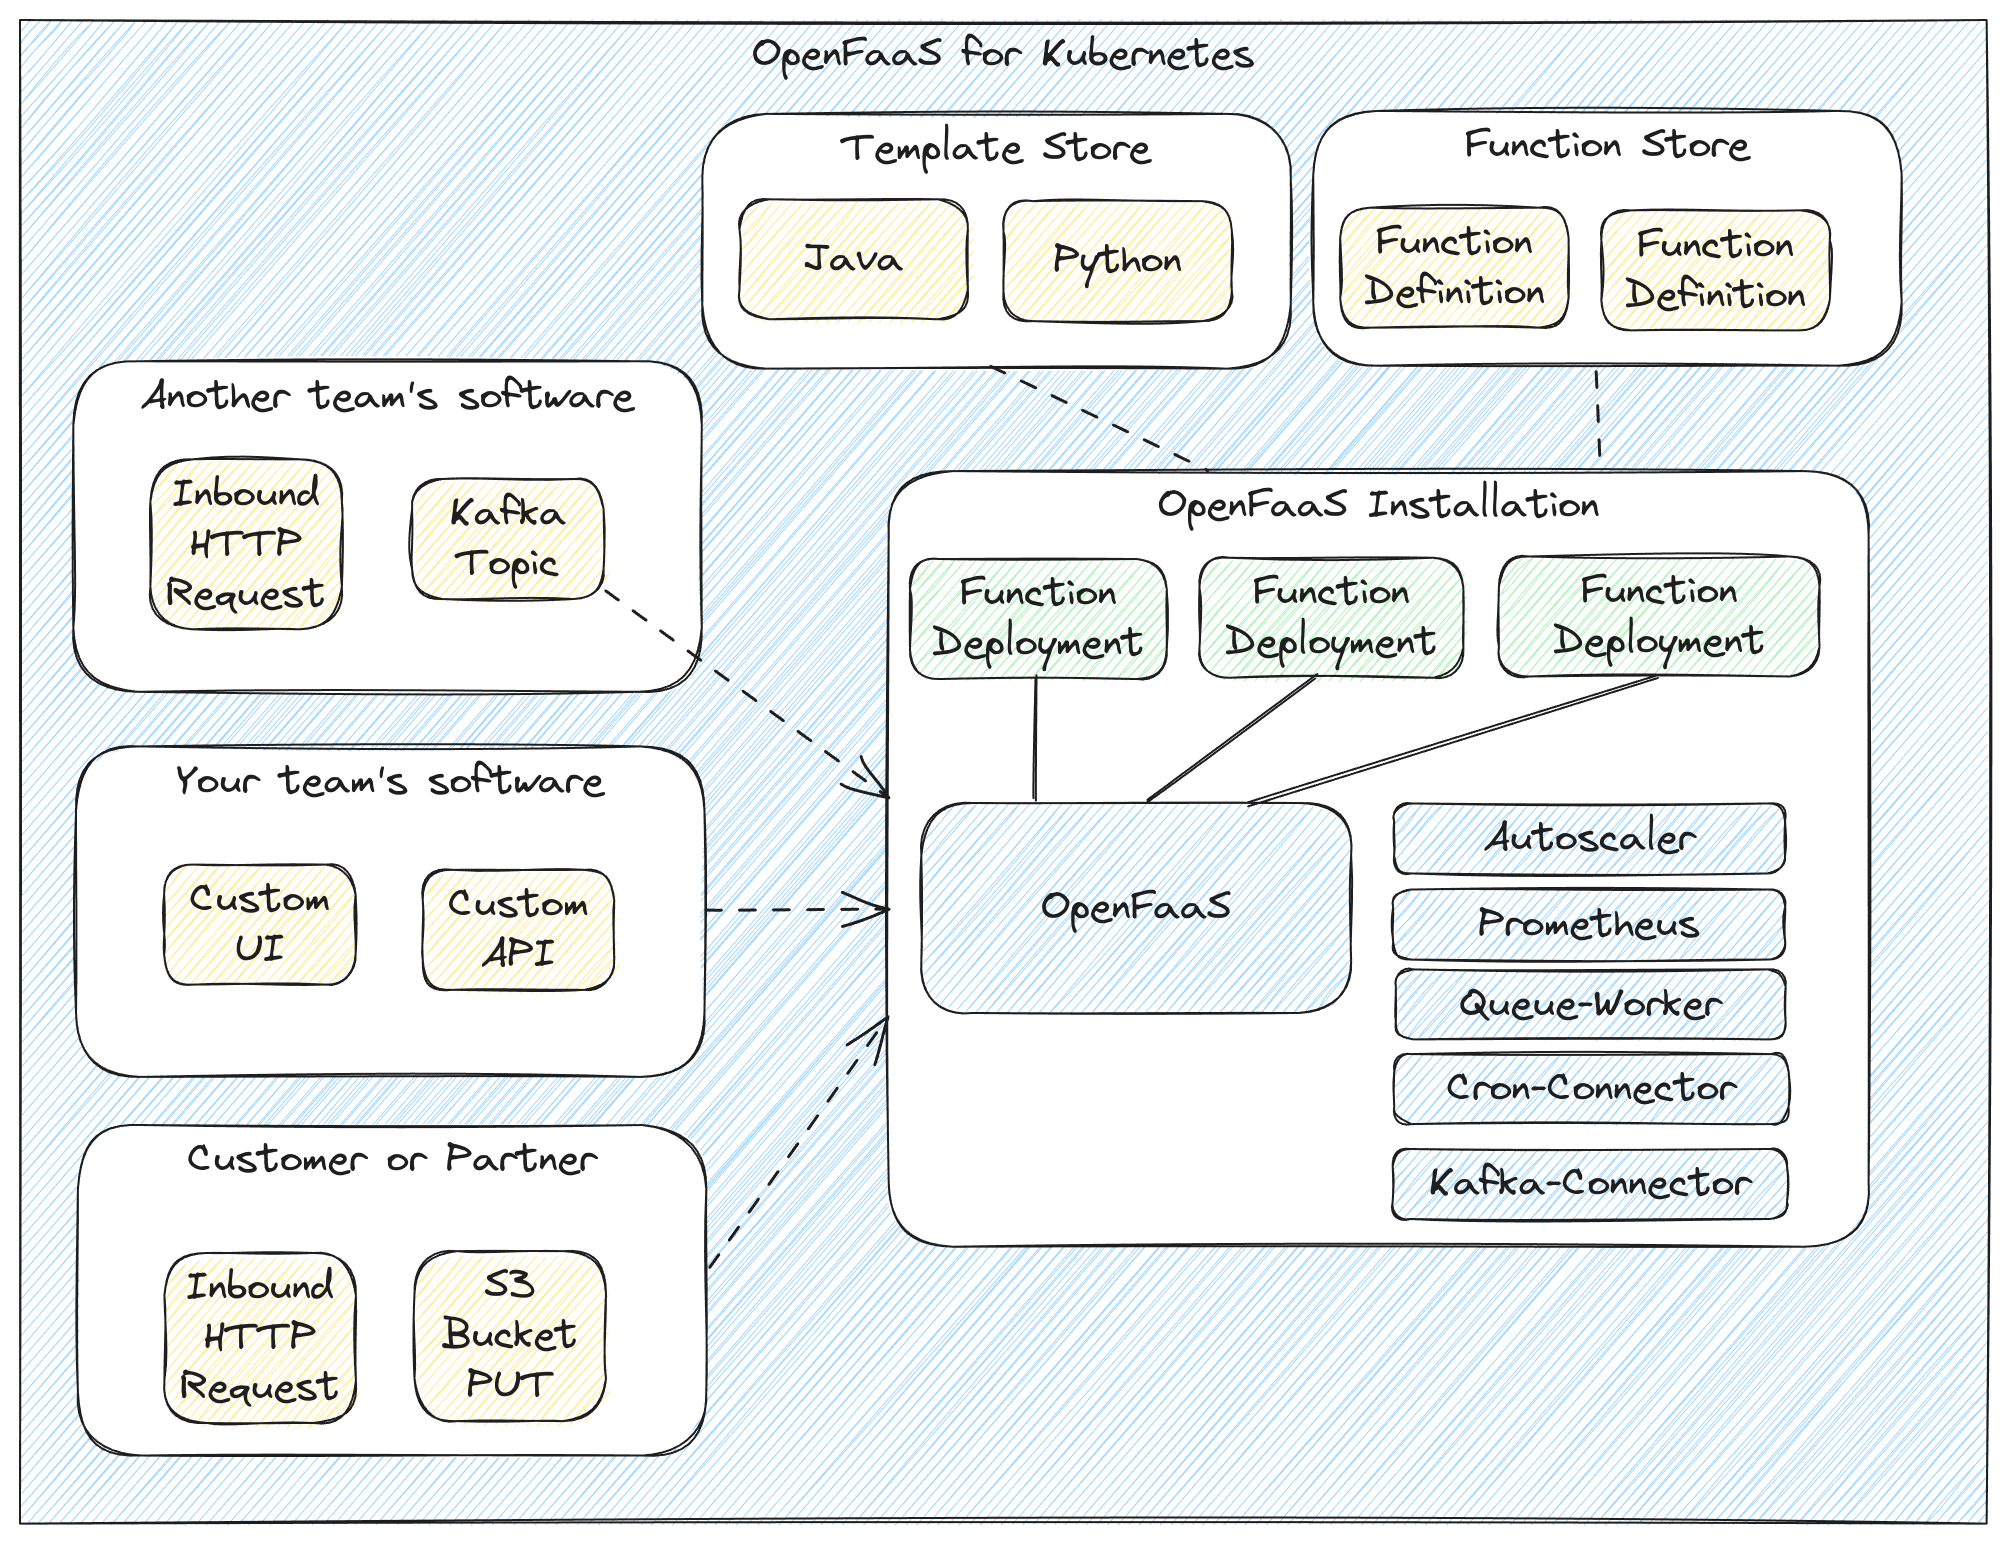 OpenFaaS for Kubernetes
Template Store
Java
Python
Function Store
Function
Definition
Function
Definition
Another team's software
Inbound
HTTP
Request
Kafka
Topic
Your team's software
Custom
UI
Custom
API
Customer or Partner
Inbound
HTTP
Request
S3
Bucket
PUT
OpenFaaS Installation
Function
Deployment
Function
Deployment
Function
Deployment
OpenFaaS
Autoscaler
Prometheus
Queue-Worker
Cron-Connector
Kafka-Connector